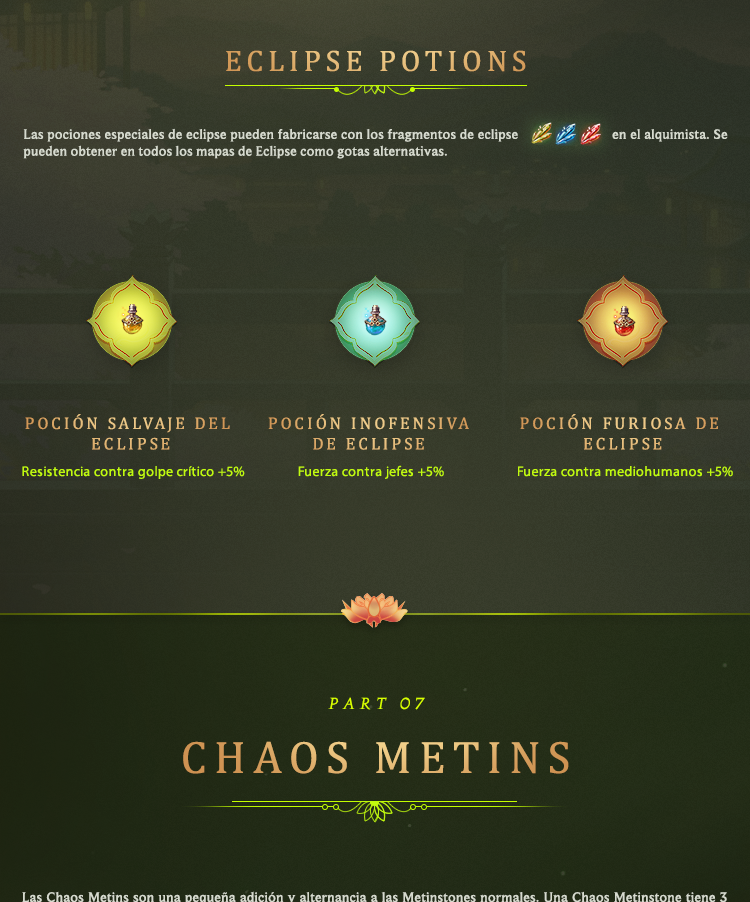 ECLIPSE POTIONS
Las pociones especiales de eclipse pueden fabricarse con los fragmentos de eclipse en el alquimista. Se
pueden obtener en todos los mapas de Eclipse como gotas alternativas.
POCIÓN SALVAJE DEL
ECLIPSE
Resistencia contra golpe crítico +5%
POCIÓN INOFENSIVA
DE ECLIPSE
Fuerza contra jefes +5%
POCIÓN FURIOSA DE
ECLIPSE
Fuerza contra mediohumanos +5%
PART 07
CHAOS METINS
Las Chaos Metins son una pequeña adición y alternancia a las Metinstones normales. Una Chaos Metinstone tiene 3